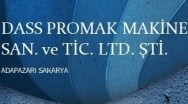 DASS PROMAK MAKİNE
SAN. ve TİC. LTD. ŞTİ.
ADAPAZARI SAKARYA